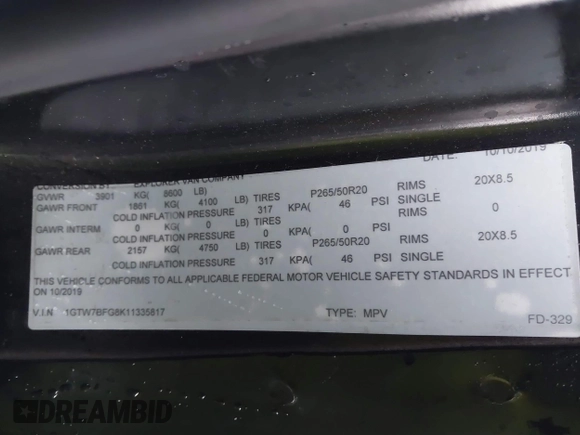 CONVERSION BY: EXPLORER VAN COMPANY DATE: 10/10/2019
GVWR 3901 KG( 8600 LB)
GAWR FRONT 1861 KG( 4100 LB) TIRES P265/50R20 RIMS 20X8.5
COLD INFLATION PRESSURE 317 KPA( 46 PSI SINGLE
GAWR INTERM 0 KG( 0 LB) TIRES 0 RIMS 0
COLD INFLATION PRESSURE 0 KPA( 0 PSI
GAWR REAR 2157 KG( 4750 LB) TIRES P265/50R20 RIMS 20X8.5
COLD INFLATION PRESSURE 317 KPA( 46 PSI SINGLE
THIS VEHICLE CONFORMS TO ALL APPLICABLE FEDERAL MOTOR VEHICLE SAFETY STANDARDS IN EFFECT
ON 10/2019
V.I.N. 1GTW7BFG8K11335817 TYPE: MPV
FD-329
DREAMBID